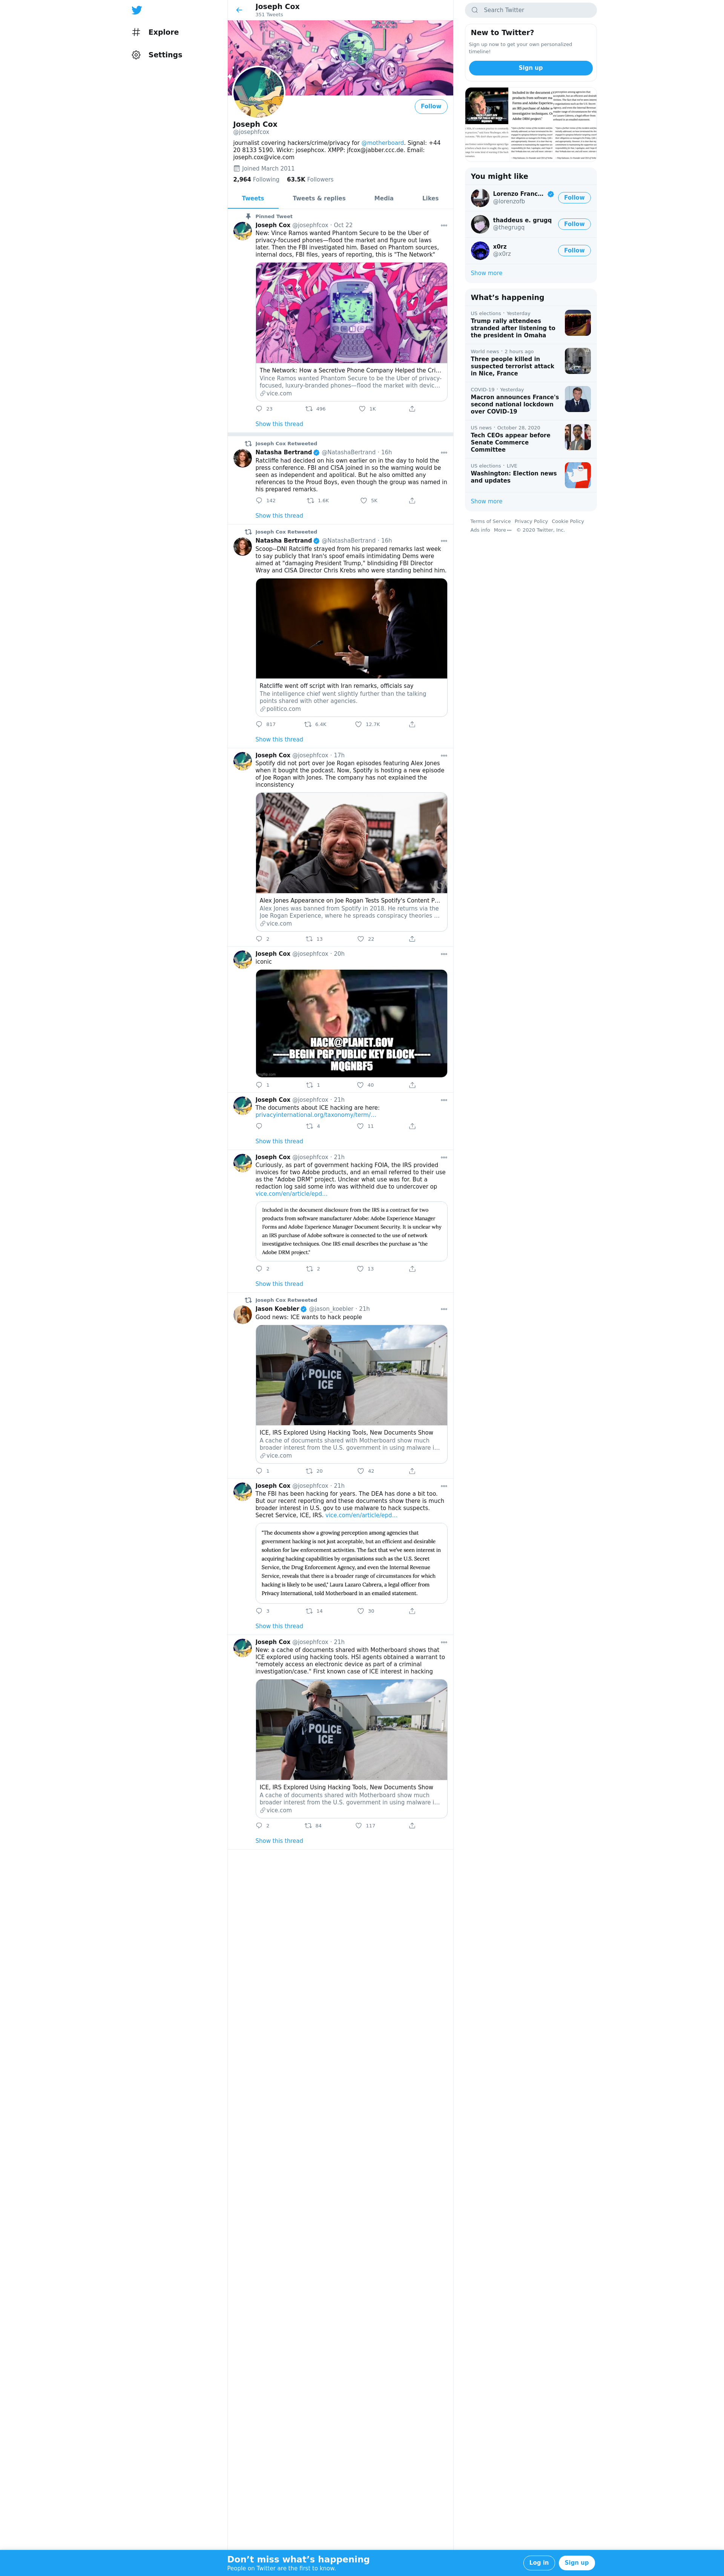 Joseph Cox
351 Tweets
Search Twitter
Explore
Settings
New to Twitter?
Sign up now to get your own personalized
timeline!
Sign up
Follow
Joseph Cox
@josephfcox
journalist covering hackers/crime/privacy for @motherboard. Signal: +44
20 8133 5190. Wickr: josephcox. XMPP: jfcox@jabber.ccc.de. Email:
joseph.cox@vice.com
Joined March 2011
2,964 Following 63.5K Followers
Tweets Tweets & replies Media Likes
Pinned Tweet
Joseph Cox @josephfcox · Oct 22
New: Vince Ramos wanted Phantom Secure to be the Uber of
privacy-focused phones—flood the market and figure out laws
later. Then the FBI investigated him. Based on Phantom sources,
internal docs, FBI files, years of reporting, this is "The Network"
The Network: How a Secretive Phone Company Helped the Cri...
Vince Ramos wanted Phantom Secure to be the Uber of privacy-
focused, luxury-branded phones—flood the market with devic...
vice.com
23 496 1K
Show this thread
Joseph Cox Retweeted
Natasha Bertrand @NatashaBertrand · 16h
Ratcliffe had decided on his own earlier on in the day to hold the
press conference. FBI and CISA joined in so the warning would be
seen as independent and apolitical. But he also omitted any
references to the Proud Boys, even though the group was named in
his prepared remarks.
142 1.6K 5K
Show this thread
Joseph Cox Retweeted
Natasha Bertrand @NatashaBertrand · 16h
Scoop--DNI Ratcliffe strayed from his prepared remarks last week
to say publicly that Iran's spoof emails intimidating Dems were
aimed at "damaging President Trump," blindsiding FBI Director
Wray and CISA Director Chris Krebs who were standing behind him.
Ratcliffe went off script with Iran remarks, officials say
The intelligence chief went slightly further than the talking
points shared with other agencies.
politico.com
817 6.4K 12.7K
Show this thread
Joseph Cox @josephfcox · 17h
Spotify did not port over Joe Rogan episodes featuring Alex Jones
when it bought the podcast. Now, Spotify is hosting a new episode
of Joe Rogan with Jones. The company has not explained the
inconsistency
Alex Jones Appearance on Joe Rogan Tests Spotify's Content P...
Alex Jones was banned from Spotify in 2018. He returns via the
Joe Rogan Experience, where he spreads conspiracy theories ...
vice.com
2 13 22
Joseph Cox @josephfcox · 20h
iconic
HACK@PLANET.GOV
-----BEGIN PGP PUBLIC KEY BLOCK-----
MQGNBF5
1 1 40
Joseph Cox @josephfcox · 21h
The documents about ICE hacking are here:
privacyinternational.org/taxonomy/term/...
4 11
Show this thread
Joseph Cox @josephfcox · 21h
Curiously, as part of government hacking FOIA, the IRS provided
invoices for two Adobe products, and an email referred to their use
as the "Adobe DRM" project. Unclear what use was for. But a
redaction log said some info was withheld due to undercover op
vice.com/en/article/epd...
Included in the document disclosure from the IRS is a contract for two
products from software manufacturer Adobe: Adobe Experience Manager
Forms and Adobe Experience Manager Document Security. It is unclear why
an IRS purchase of Adobe software is connected to the use of network
investigative techniques. One IRS email describes the purchase as "the
Adobe DRM project."
2 2 13
Show this thread
Joseph Cox Retweeted
Jason Koebler @jason_koebler · 21h
Good news: ICE wants to hack people
POLICE
ICE
ICE, IRS Explored Using Hacking Tools, New Documents Show
A cache of documents shared with Motherboard show much
broader interest from the U.S. government in using malware i...
vice.com
1 20 42
Joseph Cox @josephfcox · 21h
The FBI has been hacking for years. The DEA has done a bit too.
But our recent reporting and these documents show there is much
broader interest in U.S. gov to use malware to hack suspects.
Secret Service, ICE, IRS. vice.com/en/article/epd...
"The documents show a growing perception among agencies that
government hacking is not just acceptable, but an efficient and desirable
solution for law enforcement activities. The fact that we've seen interest in
acquiring hacking capabilities by organisations such as the U.S. Secret
Service, the Drug Enforcement Agency, and even the Internal Revenue
Service, reveals that there is a broader range of circumstances for which
hacking is likely to be used," Laura Lazaro Cabrera, a legal officer from
Privacy International, told Motherboard in an emailed statement.
3 14 30
Show this thread
Joseph Cox @josephfcox · 21h
New: a cache of documents shared with Motherboard shows that
ICE explored using hacking tools. HSI agents obtained a warrant to
"remotely access an electronic device as part of a criminal
investigation/case." First known case of ICE interest in hacking
POLICE
ICE
ICE, IRS Explored Using Hacking Tools, New Documents Show
A cache of documents shared with Motherboard show much
broader interest from the U.S. government in using malware i...
vice.com
2 84 117
Show this thread
You might like
Lorenzo Franc...
@lorenzofb
Follow
thaddeus e. grugq
@thegrugq
Follow
x0rz
@x0rz
Follow
Show more
What's happening
US elections · Yesterday
Trump rally attendees
stranded after listening to
the president in Omaha
World news · 2 hours ago
Three people killed in
suspected terrorist attack
in Nice, France
COVID-19 · Yesterday
Macron announces France's
second national lockdown
over COVID-19
US news · October 28, 2020
Tech CEOs appear before
Senate Commerce
Committee
US elections · LIVE
Washington: Election news
and updates
Show more
Terms of Service Privacy Policy Cookie Policy
Ads info More © 2020 Twitter, Inc.
Don't miss what's happening
People on Twitter are the first to know.
Log in
Sign up